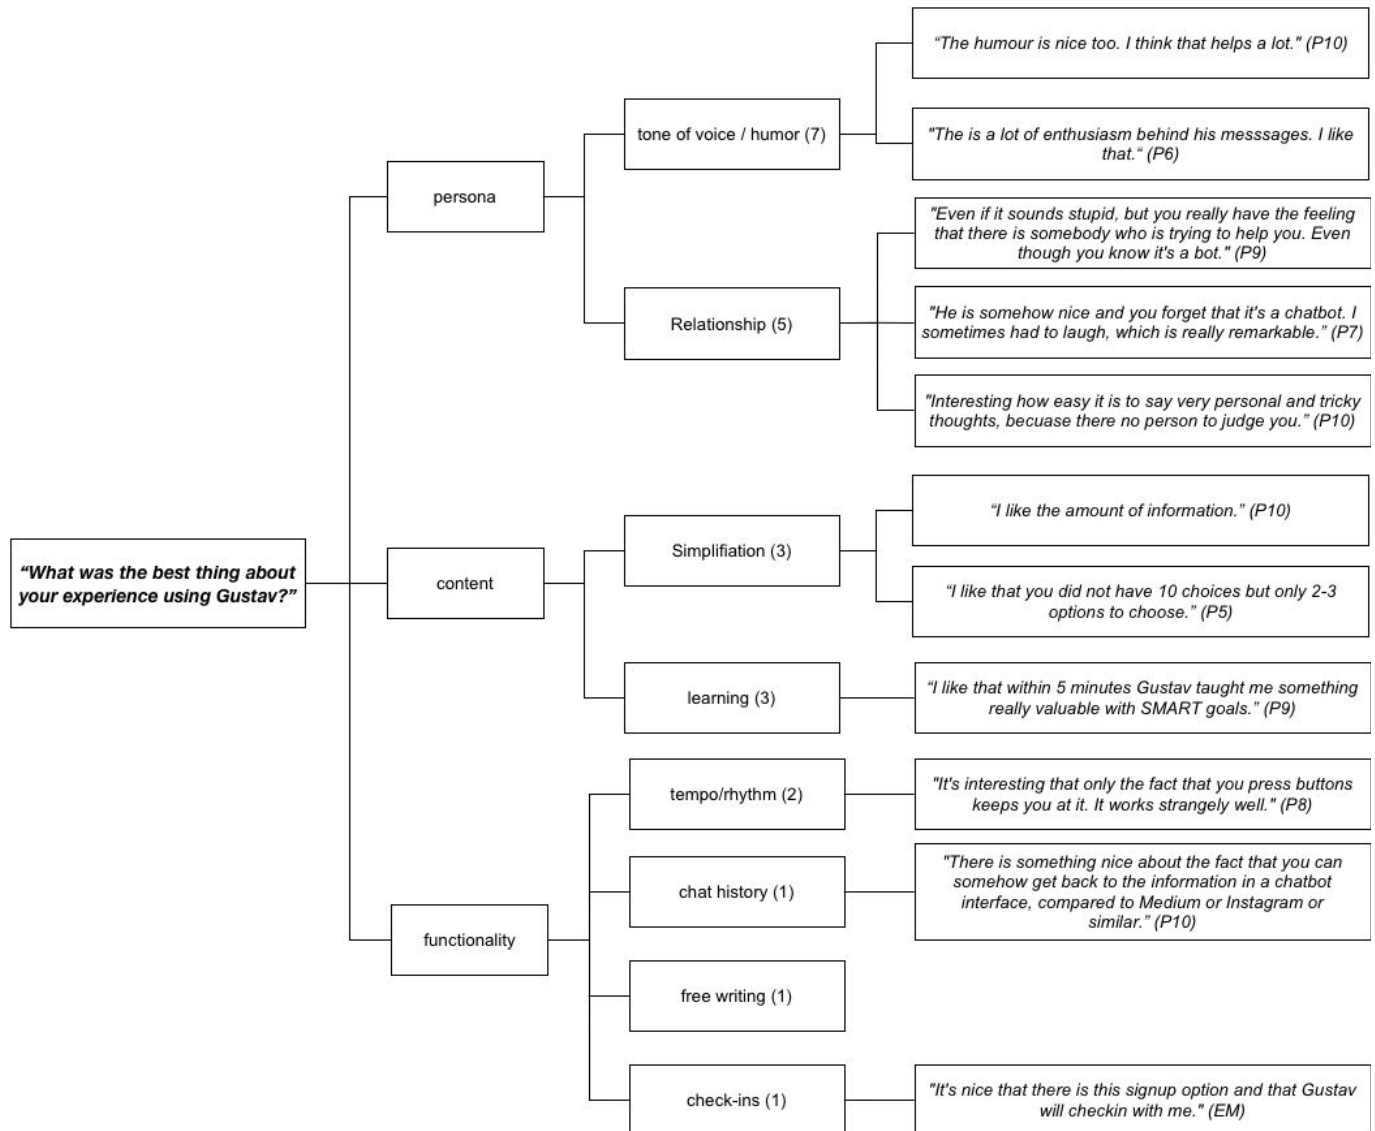 “The humour is nice too. I think that helps a lot." (P10)
tone of voice / humor (7)
"The is a lot of enthusiasm behind his messsages. I like
that.“ (P6)
persona
"Even if it sounds stupid, but you really have the feeling
that there is somebody who is trying to help you. Even
though you know it's a bot." (P9)
Relationship (5)
"He is somehow nice and you forget that it's a chatbot. I
sometimes had to laugh, which is really remarkable.” (P7)
"Interesting how easy it is to say very personal and tricky
thoughts, becuase there no person to judge you.” (P10)
“What was the best thing about
your experience using Gustav?”
content
Simplifiation (3)
“I like the amount of information.” (P10)
“I like that you did not have 10 choices but only 2-3
options to choose.” (P5)
learning (3)
“I like that within 5 minutes Gustav taught me something
really valuable with SMART goals.” (P9)
functionality
tempo/rhythm (2)
"It's interesting that only the fact that you press buttons
keeps you at it. It works strangely well." (P8)
chat history (1)
"There is something nice about the fact that you can
somehow get back to the information in a chatbot
interface, compared to Medium or Instagram or
similar.” (P10)
free writing (1)
check-ins (1)
"It's nice that there is this signup option and that Gustav
will checkin with me." (EM)